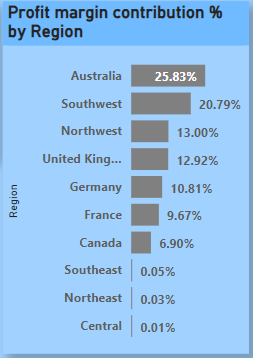 Profit margin contribution %
by Region
Australia 25.83%
Southwest 20.79%
Northwest 13.00%
United King... 12.92%
Germany 10.81%
France 9.67%
Canada 6.90%
Southeast 0.05%
Northeast 0.03%
Central 0.01%
Region